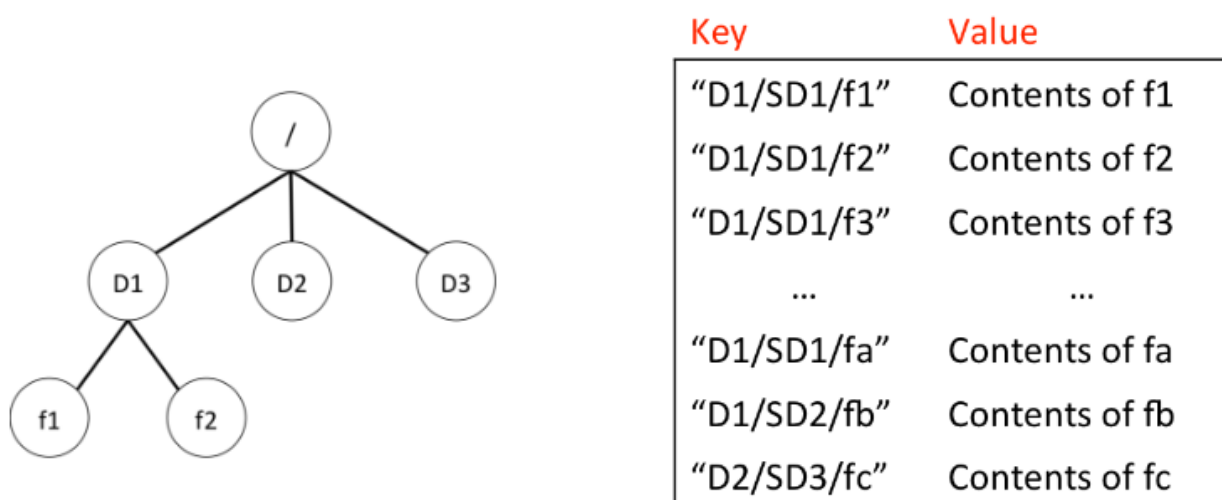 /
D1
D2
D3
f1
f2
Key Value
“D1/SD1/f1” Contents of f1
“D1/SD1/f2” Contents of f2
“D1/SD1/f3” Contents of f3
... ...
“D1/SD1/fa” Contents of fa
“D1/SD2/fb” Contents of fb
“D2/SD3/fc” Contents of fc